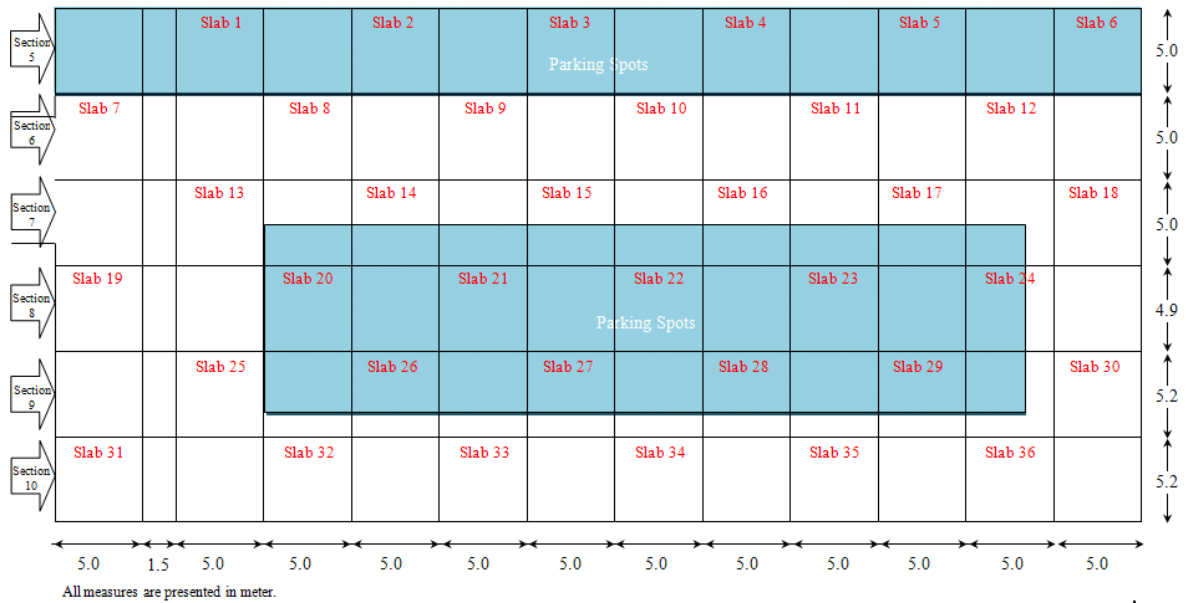 Slab 1 Slab 2 Slab 3 Slab 4 Slab 5 Slab 6
Section
5
Parking Spots
5.0
Slab 7 Slab 8 Slab 9 Slab 10 Slab 11 Slab 12
Section
6
5.0
Slab 13 Slab 14 Slab 15 Slab 16 Slab 17 Slab 18
Section
7
5.0
Slab 19 Slab 20 Slab 21 Slab 22 Slab 23 Slab 24
Section
8
4.9
Parking Spots
Slab 25 Slab 26 Slab 27 Slab 28 Slab 29 Slab 30
Section
9
5.2
Slab 31 Slab 32 Slab 33 Slab 34 Slab 35 Slab 36
Section
10
5.2
5.0 1.5 5.0 5.0 5.0 5.0 5.0 5.0 5.0 5.0 5.0 5.0 5.0
All measures are presented in meter.